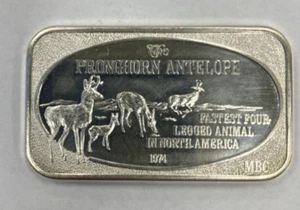 The
PRONGHORN ANTELOPE
FASTEST FOUR
LEGGED ANIMAL
IN NORTH AMERICA
1974
MBC